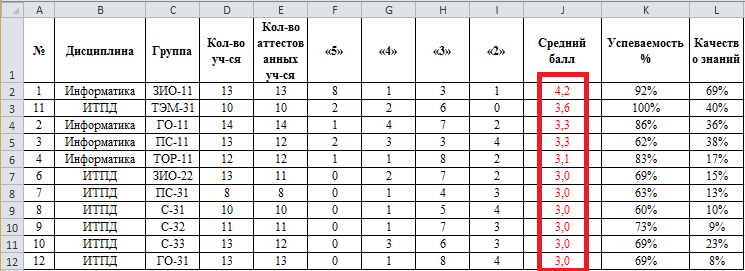 A B C D E F G H I J K L
1 № Дисциплина Группа Кол-во уч-ся Кол-во аттестов анных уч-ся «5» «4» «3» «2» Средний балл Успеваемость % Качеств о знаний
2 1 Информатика ЗИО-11 13 13 8 1 3 1 4,2 92% 69%
3 11 ИТПД ТЭМ-31 10 10 2 2 6 0 3,6 100% 40%
4 2 Информатика ГО-11 14 14 1 4 7 2 3,3 86% 36%
5 3 Информатика ПС-11 13 12 2 3 3 4 3,3 62% 38%
6 4 Информатика ТОР-11 12 12 1 1 8 2 3,1 83% 17%
7 6 ИТПД ЗИО-22 13 11 0 2 7 2 3,0 69% 15%
8 7 ИТПД ПС-31 8 8 0 1 4 3 3,0 63% 13%
9 8 ИТПД С-31 10 10 0 1 5 4 3,0 60% 10%
10 9 ИТПД С-32 11 11 0 1 7 3 3,0 73% 9%
11 10 ИТПД С-33 13 12 0 3 6 3 3,0 69% 23%
12 12 ИТПД ГО-31 13 13 0 1 8 4 3,0 69% 8%